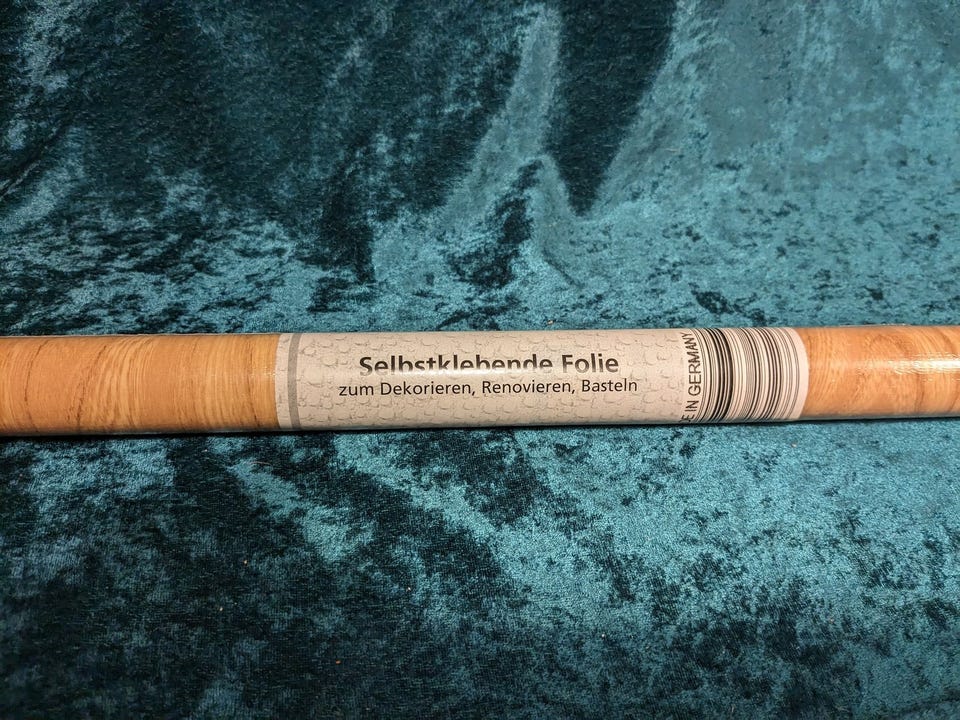 Selbstklebende Folie
zum Dekorieren, Renovieren, Basteln
IN GERMANY